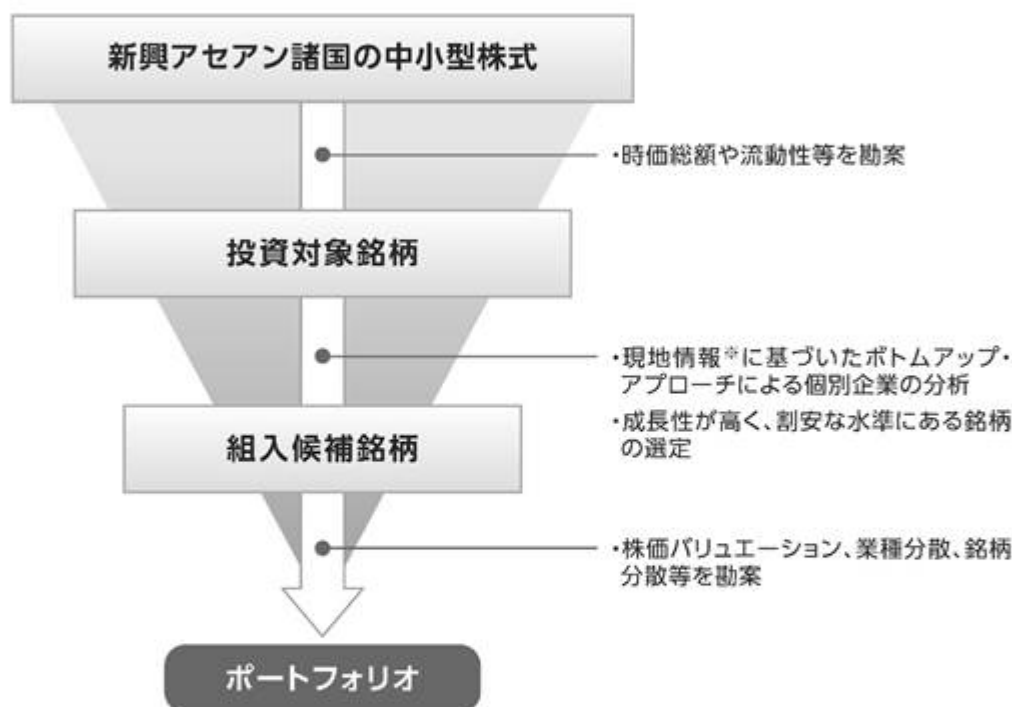 新興アセアン諸国の中小型株式
・時価総額や流動性等を勘案
投資対象銘柄
・現地情報※に基づいたボトムアップ・
アプローチによる個別企業の分析
・成長性が高く、割安な水準にある銘柄
の選定
組入候補銘柄
・株価バリュエーション、業種分散、銘柄
分散等を勘案
ポートフォリオ